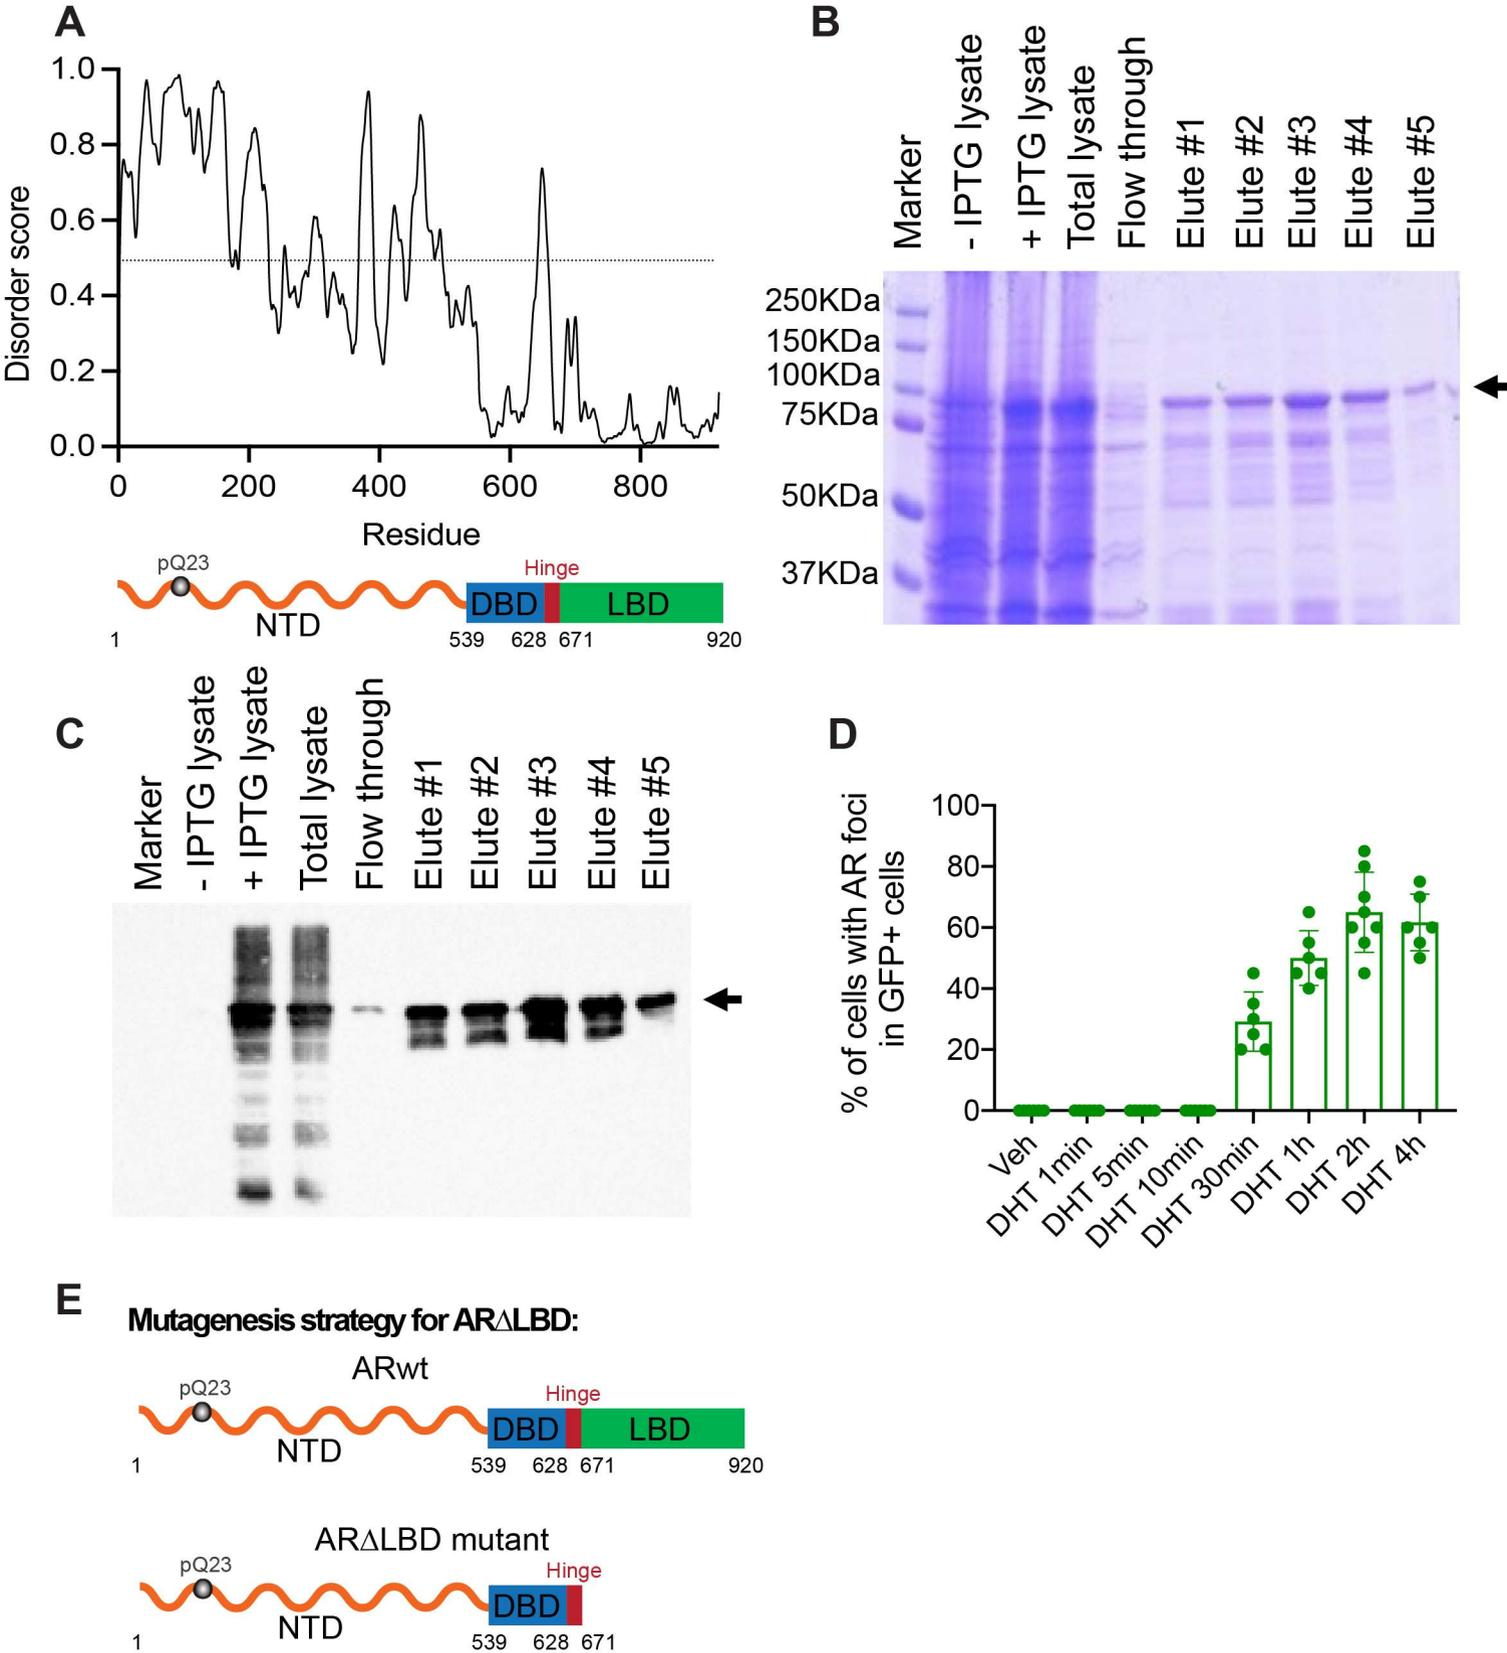 A
1.0
0.8
0.6
0.4
0.2
0.0
Disorder score
0 200 400 600 800
Residue
pQ23
Hinge
NTD
DBD
LBD
1 539 628 671 920
B
Marker
- IPTG lysate
+ IPTG lysate
Total lysate
Flow through
Elute #1
Elute #2
Elute #3
Elute #4
Elute #5
250KDa
150KDa
100KDa
75KDa
50KDa
37KDa
C
Marker
- IPTG lysate
+ IPTG lysate
Total lysate
Flow through
Elute #1
Elute #2
Elute #3
Elute #4
Elute #5
D
% of cells with AR foci
in GFP+ cells
100
80
60
40
20
0
Veh
DHT 1min
DHT 5min
DHT 10min
DHT 30min
DHT 1h
DHT 2h
DHT 4h
E
Mutagenesis strategy for AR∆LBD:
ARwt
pQ23
Hinge
NTD
DBD
LBD
1 539 628 671 920
AR∆LBD mutant
pQ23
Hinge
NTD
DBD
1 539 628 671